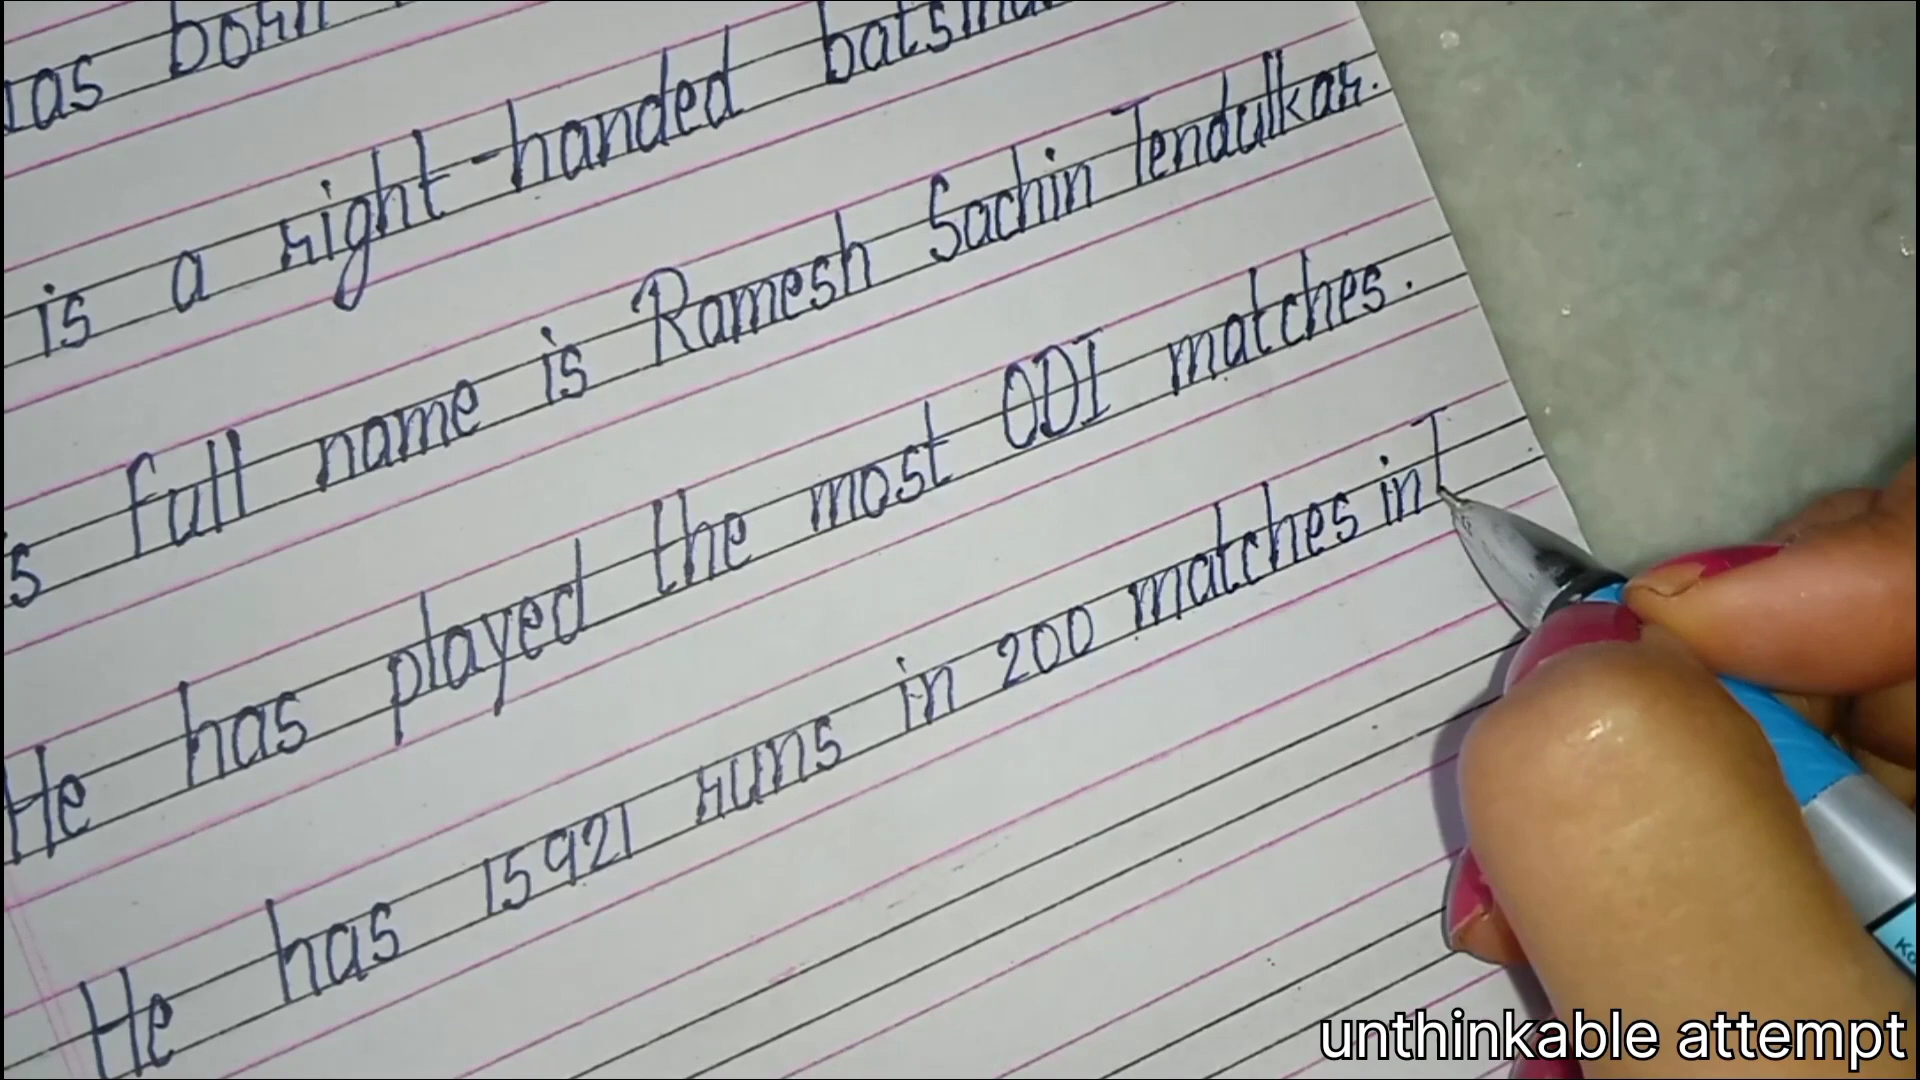 as born
is a right-handed batsma
s full name is Ramesh Sachin Tendulkar.
He has played the most ODI matches.
He has 15921 runs in 200 matches in T
unthinkable attempt